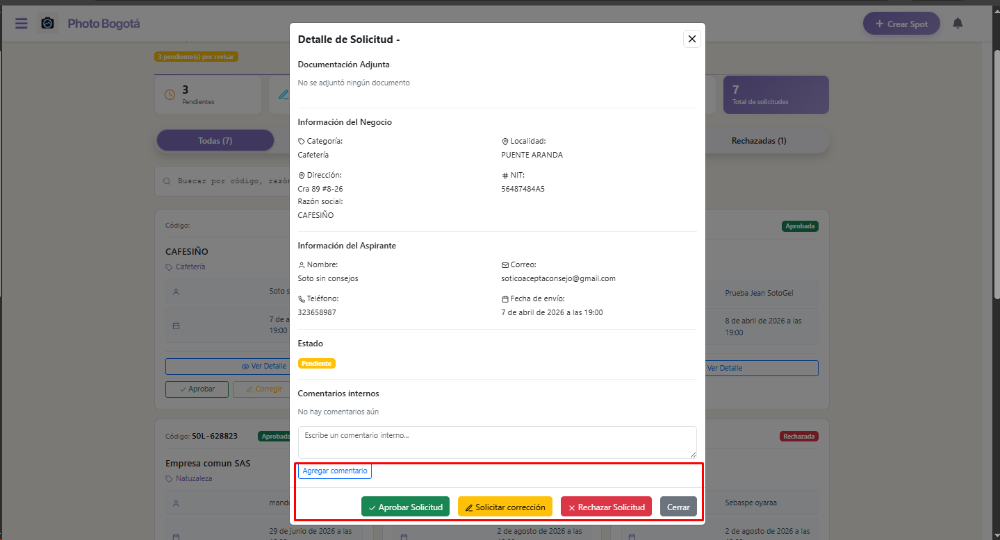 Photo Bogotá
+ Crear Spot
3 pendiente(s) por revisar
3
Pendientes
7
Total de solicitudes
Todas (7)
Rechazadas (1)
Buscar por código, razón
Código:
Aprobada
CAFESIÑO
Cafetería
Soto s
7 de a
19:00
Prueba Jean SotoGei
8 de abril de 2026 a las
19:00
Ver Detalle
Ver Detalle
Aprobar
Corregir
Código: SOL-628823
Aprobada
Rechazada
Empresa comun SAS
Natuzaleza
mande
Sebaspe oyaraa
29 de junio de 2026 a las
2 de agosto de 2026 a las
2 de agosto de 2026 a las
Detalle de Solicitud -
Documentación Adjunta
No se adjuntó ningún documento
Información del Negocio
Categoría:
Cafetería
Localidad:
PUENTE ARANDA
Dirección:
Cra 89 #8-26
# NIT:
56487484A5
Razón social:
CAFESIÑO
Información del Aspirante
Nombre:
Soto sin consejos
Correo:
soticoaceptaconsejo@gmail.com
Teléfono:
323658987
Fecha de envío:
7 de abril de 2026 a las 19:00
Estado
Pendiente
Comentarios internos
No hay comentarios aún
Escribe un comentario interno...
Agregar comentario
Aprobar Solicitud
Solicitar corrección
Rechazar Solicitud
Cerrar